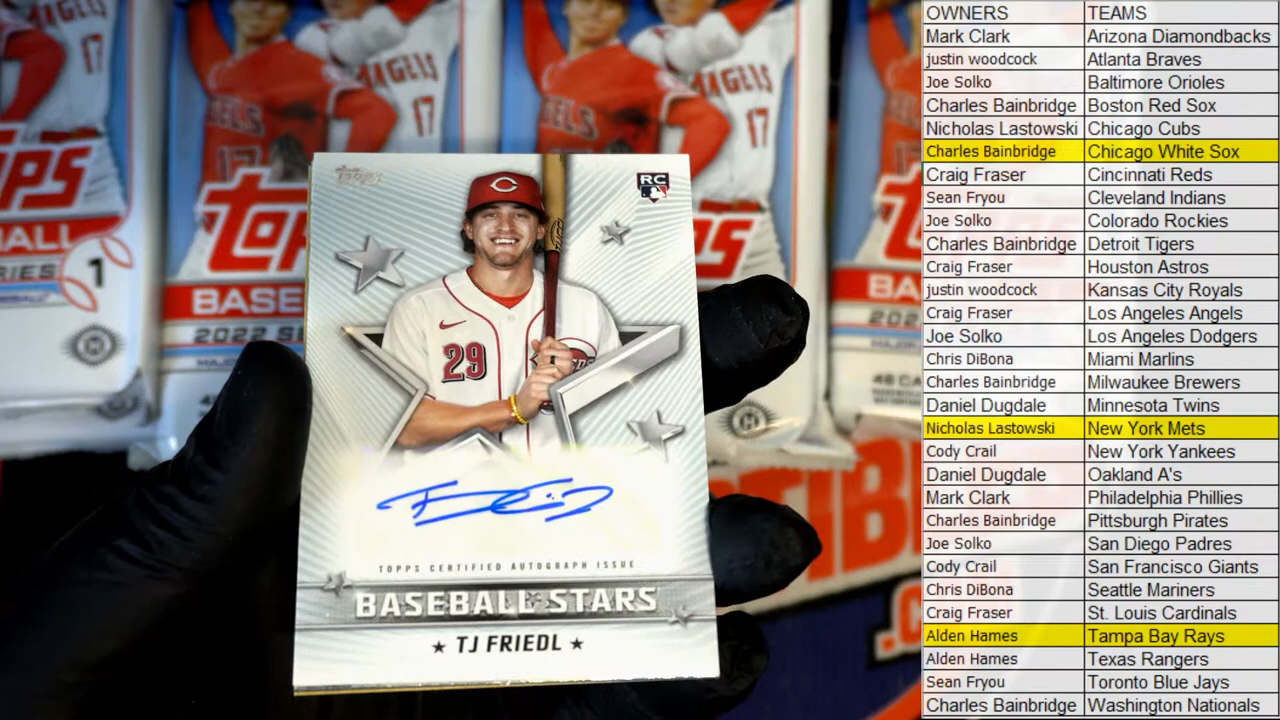 OWNERS TEAMS
Mark Clark Arizona Diamondbacks
justin woodcock Atlanta Braves
Joe Solko Baltimore Orioles
Charles Bainbridge Boston Red Sox
Nicholas Lastowski Chicago Cubs
Charles Bainbridge Chicago White Sox
Craig Fraser Cincinnati Reds
Sean Fryou Cleveland Indians
Joe Solko Colorado Rockies
Charles Bainbridge Detroit Tigers
Craig Fraser Houston Astros
justin woodcock Kansas City Royals
Craig Fraser Los Angeles Angels
Joe Solko Los Angeles Dodgers
Chris DiBona Miami Marlins
Charles Bainbridge Milwaukee Brewers
Daniel Dugdale Minnesota Twins
Nicholas Lastowski New York Mets
Cody Crail New York Yankees
Daniel Dugdale Oakland A's
Mark Clark Philadelphia Phillies
Charles Bainbridge Pittsburgh Pirates
Joe Solko San Diego Padres
Cody Crail San Francisco Giants
Chris DiBona Seattle Mariners
Craig Fraser St. Louis Cardinals
Alden Hames Tampa Bay Rays
Alden Hames Texas Rangers
Sean Fryou Toronto Blue Jays
Charles Bainbridge Washington Nationals
Topps
RC
29
TOPPS CERTIFIED AUTOGRAPH ISSUE
BASEBALL STARS
★ TJ FRIEDL ★
17
ANGELS
17
ANGELS
17
1
BASE
2022